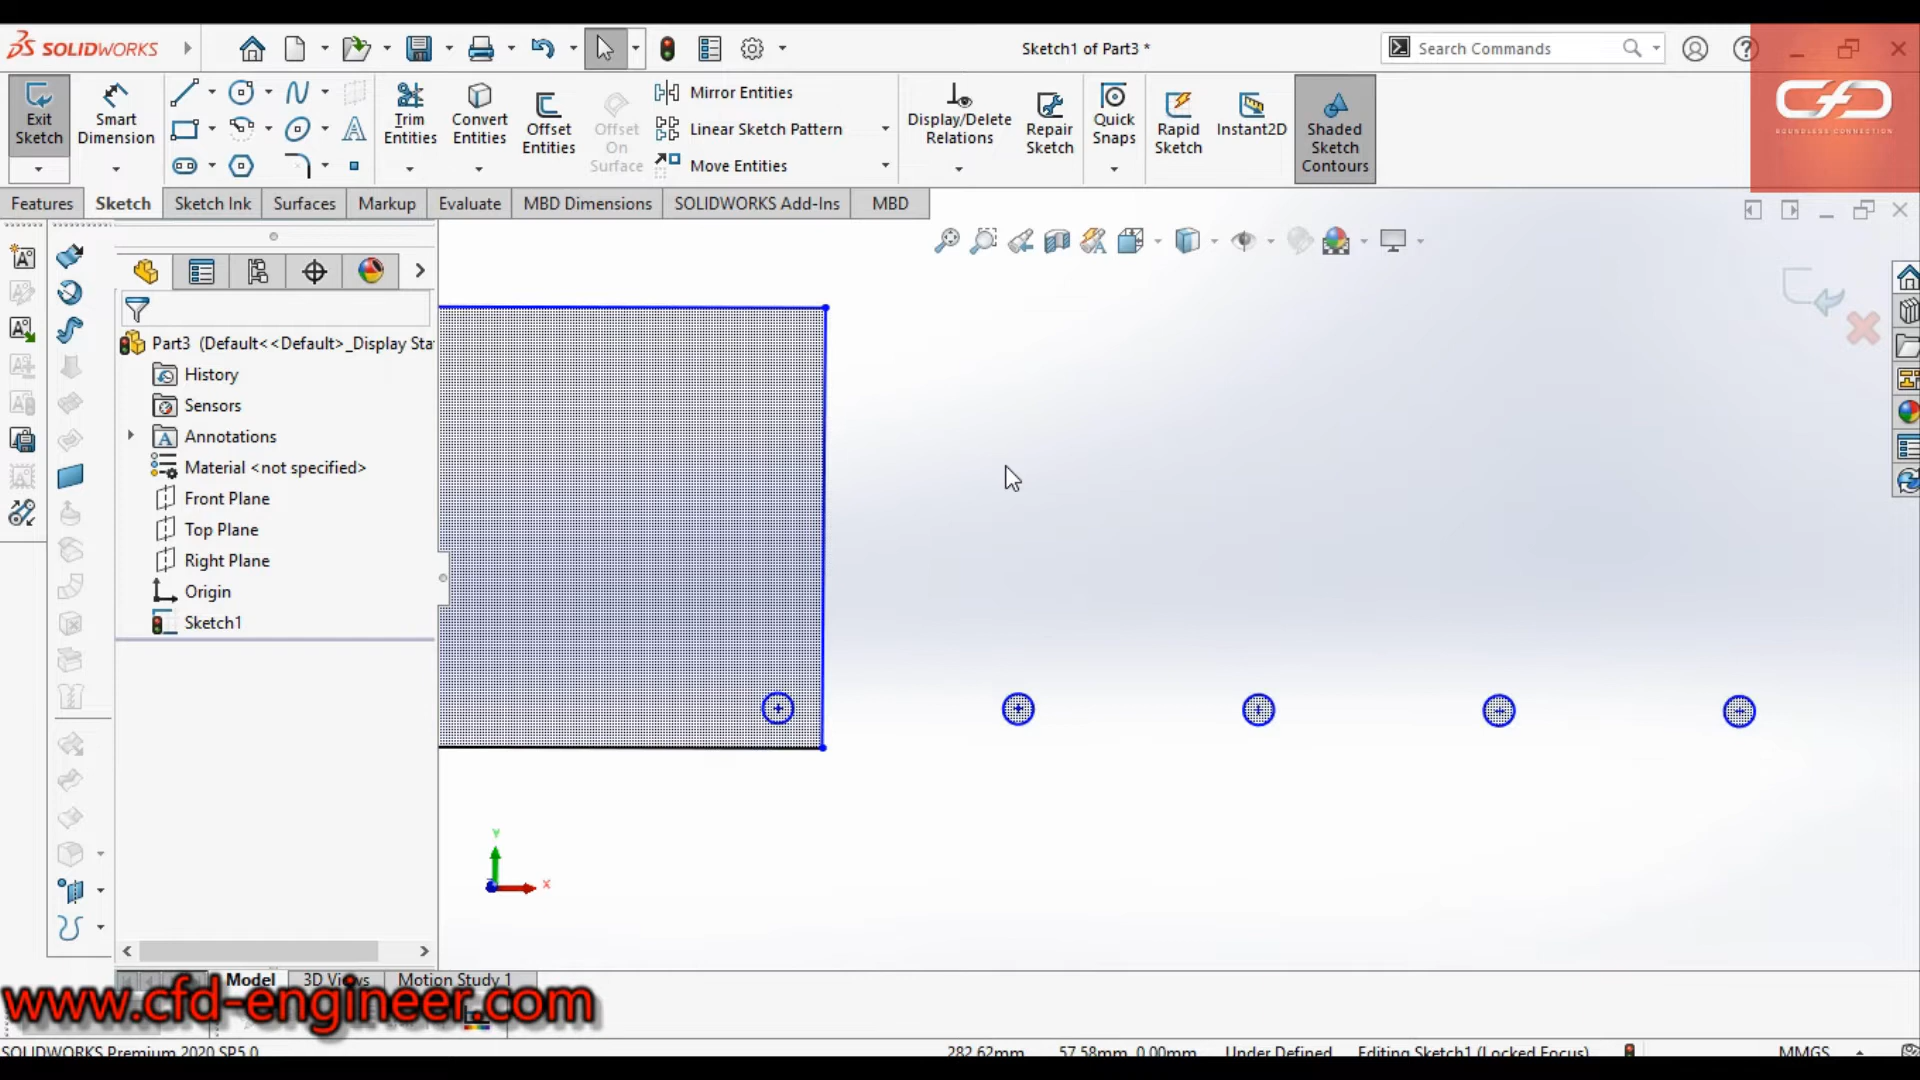 SOLIDWORKS
Sketch1 of Part3 *
Search Commands
CFD
BOUNDLESS CONNECTION
Exit Sketch
Smart Dimension
Trim Entities
Convert Entities
Offset Entities
Offset On Surface
Mirror Entities
Linear Sketch Pattern
Move Entities
Display/Delete Relations
Repair Sketch
Quick Snaps
Rapid Sketch
Instant2D
Shaded Sketch Contours
Features
Sketch
Sketch Ink
Surfaces
Markup
Evaluate
MBD Dimensions
SOLIDWORKS Add-Ins
MBD
Part3 (Default<<Default>_Display Sta
History
Sensors
Annotations
Material <not specified>
Front Plane
Top Plane
Right Plane
Origin
Sketch1
Y
X
Model
3D Views
Motion Study 1
www.cfd-engineer.com
SOLIDWORKS Premium 2020 SP5.0
282.62mm
57.58mm
0.00mm
Under Defined
Editing Sketch1 (Locked Focus)
MMGS